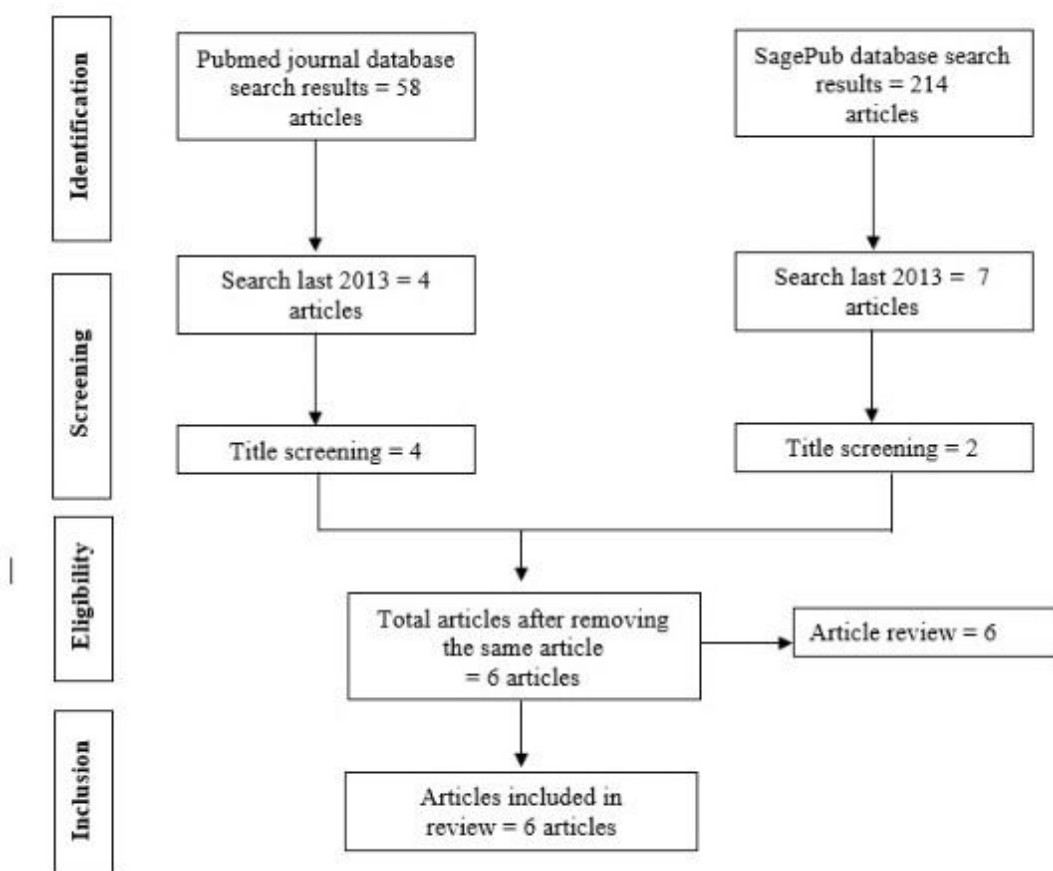 Identification
Pubmed journal database
search results = 58
articles
SagePub database search
results = 214
articles
Screening
Search last 2013 = 4
articles
Search last 2013 = 7
articles
Title screening = 4
Title screening = 2
Eligibility
Total articles after removing
the same article
= 6 articles
Article review = 6
Inclusion
Articles included in
review = 6 articles